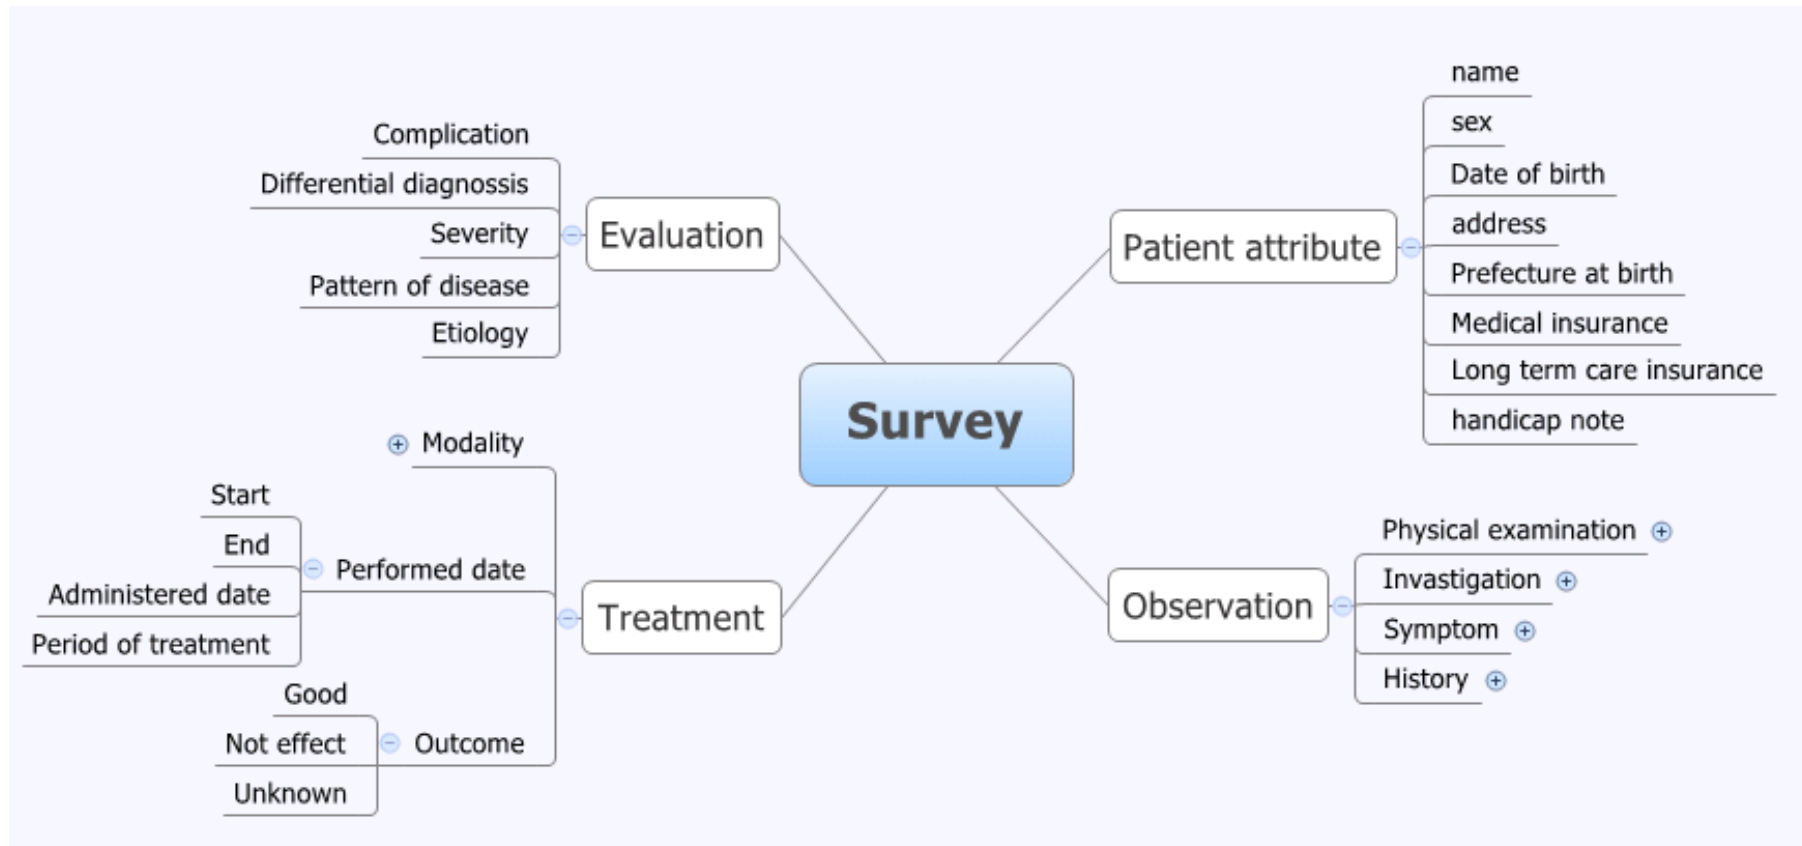 Survey
Evaluation
Complication
Differential diagnossis
Severity
Pattern of disease
Etiology
Patient attribute
name
sex
Date of birth
address
Prefecture at birth
Medical insurance
Long term care insurance
handicap note
Treatment
Modality
Performed date
Start
End
Administered date
Period of treatment
Outcome
Good
Not effect
Unknown
Observation
Physical examination
Invastigation
Symptom
History